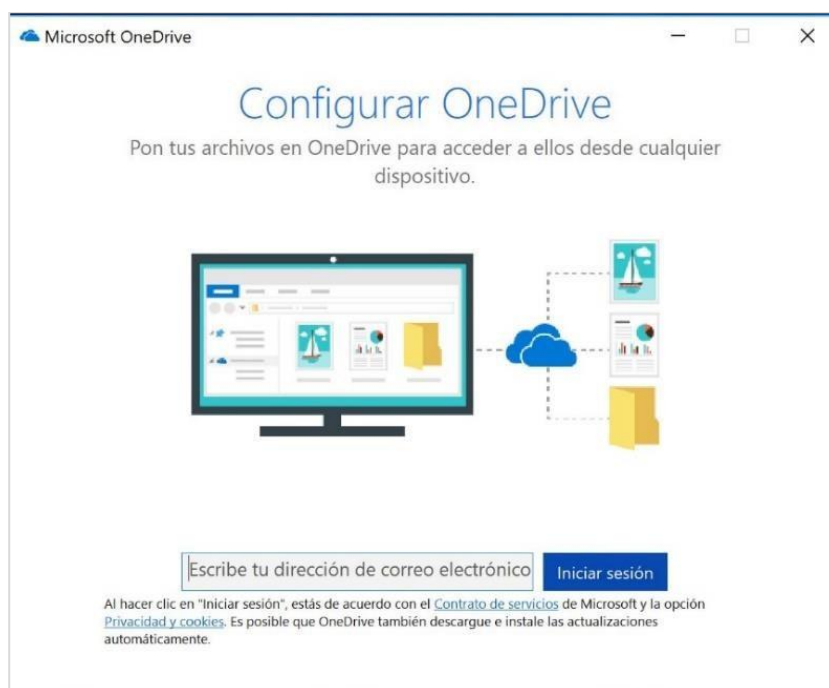 Microsoft OneDrive
Configurar OneDrive
Pon tus archivos en OneDrive para acceder a ellos desde cualquier
dispositivo.
Escribe tu dirección de correo electrónico
Iniciar sesión
Al hacer clic en "Iniciar sesión", estás de acuerdo con el Contrato de servicios de Microsoft y la opción
Privacidad y cookies. Es posible que OneDrive también descargue e instale las actualizaciones
automáticamente.